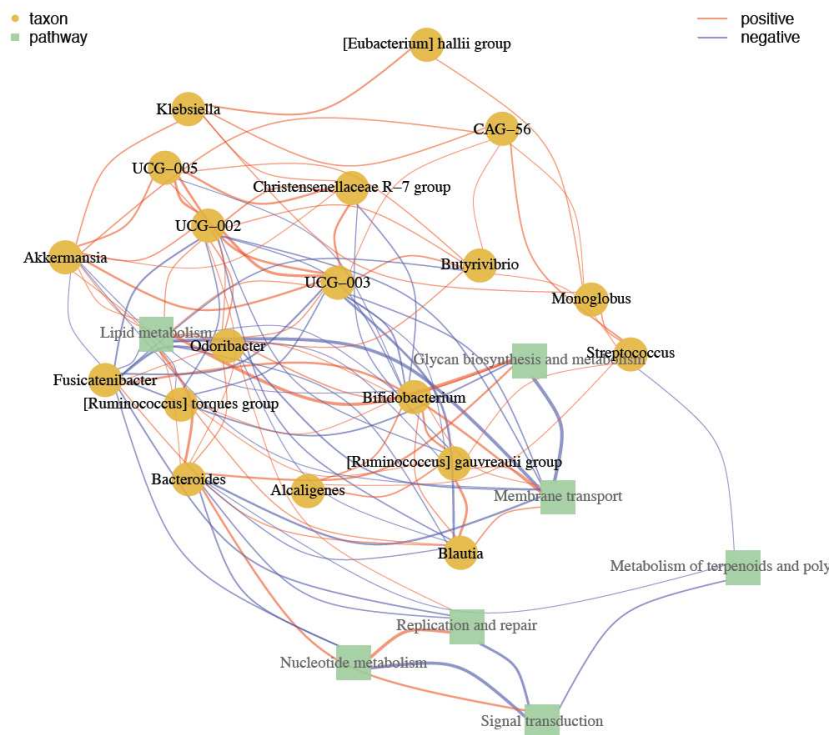 taxon
pathway
positive
negative
[Eubacterium] hallii group
Klebsiella
CAG−56
UCG−005
Christensenellaceae R−7 group
UCG−002
Akkermansia
Butyrivibrio
UCG−003
Monoglobus
Lipid metabolism
Odoribacter
Streptococcus
Glycan biosynthesis and metabolism
Fusicatenibacter
[Ruminococcus] torques group
Bifidobacterium
[Ruminococcus] gauvreauii group
Bacteroides
Alcaligenes
Membrane transport
Blautia
Metabolism of terpenoids and poly
Replication and repair
Nucleotide metabolism
Signal transduction